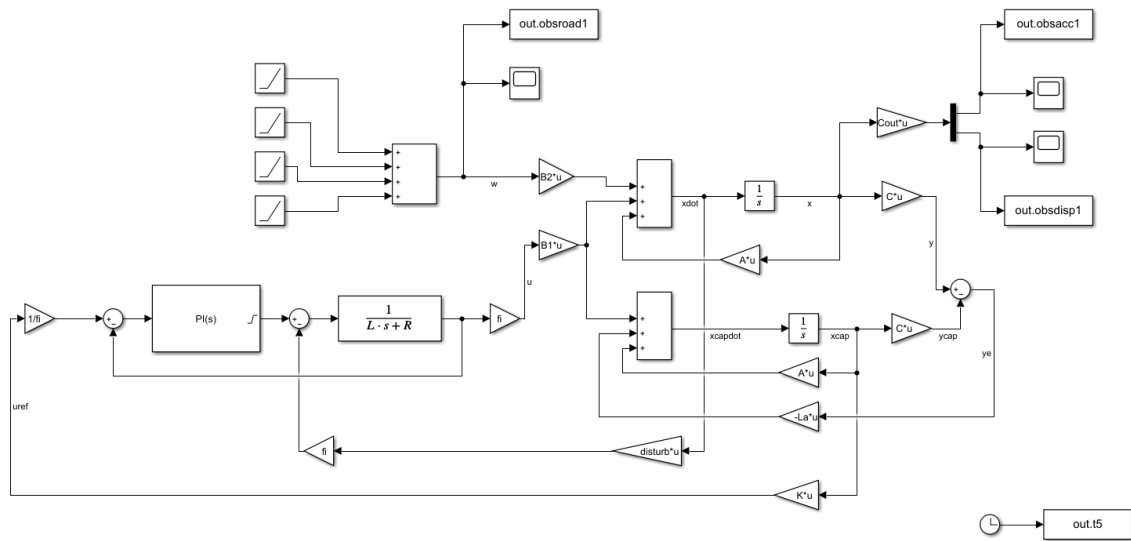 out.obsroad1
out.obsacc1
Cout*u
+
+
+
+
w
B2*u
+
+
+
xdot
1
s
x
C*u
out.obsdisp1
B1*u
A*u
y
u
1/fi
+
−
PI(s)
+
−
1
L · s + R
fi
+
+
+
xcapdot
1
s
xcap
C*u
ycap
+
−
ye
A*u
uref
-La*u
fi
disturb*u
K*u
out.t5